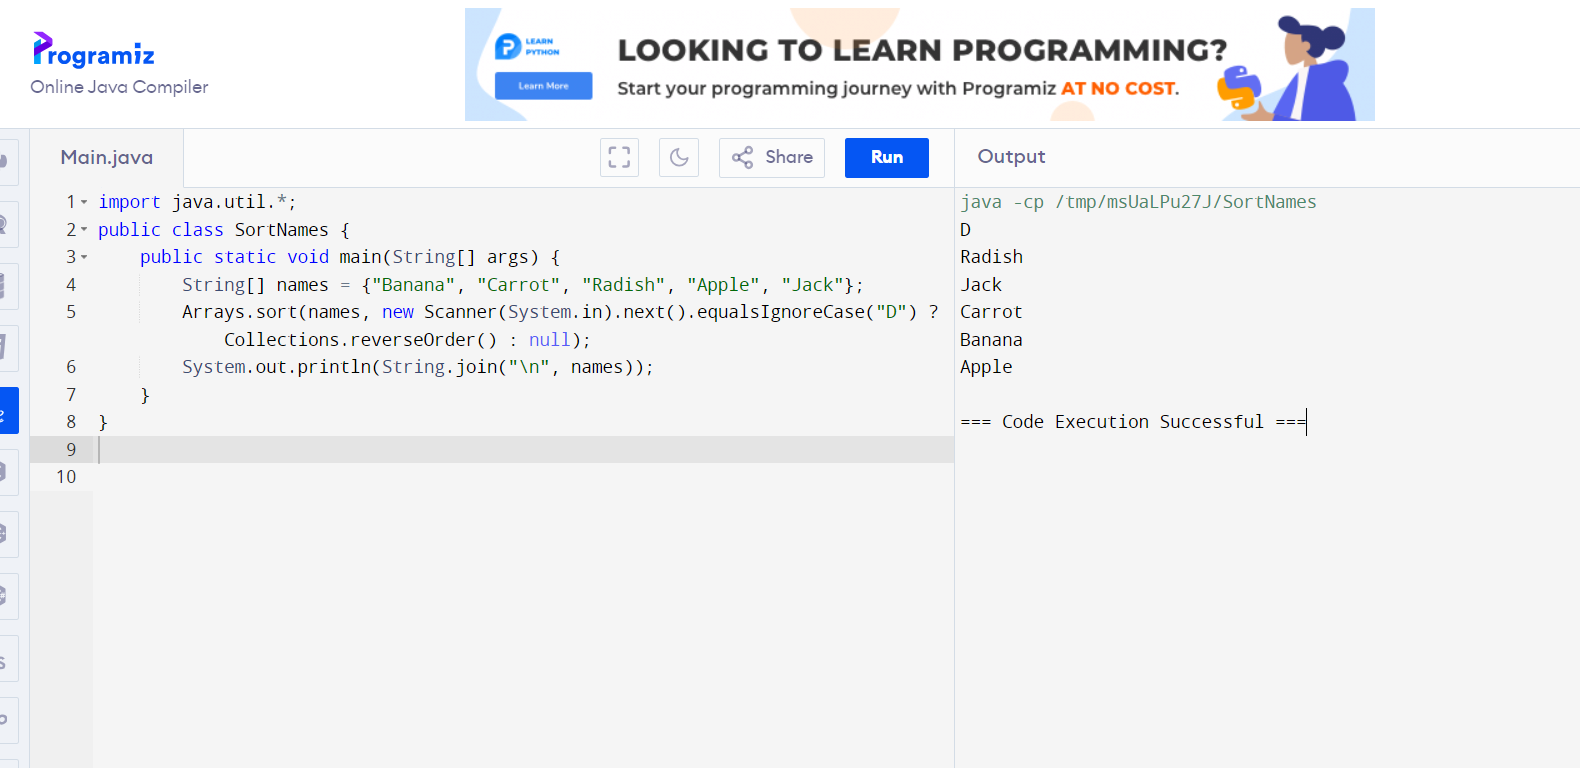 Programiz
Online Java Compiler
LEARN
PYTHON
Learn More
LOOKING TO LEARN PROGRAMMING?
Start your programming journey with Programiz AT NO COST.
Main.java
Share
Run
Output
1 import java.util.*;
2 public class SortNames {
3 public static void main(String[] args) {
4 String[] names = {"Banana", "Carrot", "Radish", "Apple", "Jack"};
5 Arrays.sort(names, new Scanner(System.in).next().equalsIgnoreCase("D") ?
Collections.reverseOrder() : null);
6 System.out.println(String.join("\n", names));
7 }
8 }
9
10
java -cp /tmp/msUaLPu27J/SortNames
D
Radish
Jack
Carrot
Banana
Apple
=== Code Execution Successful ===